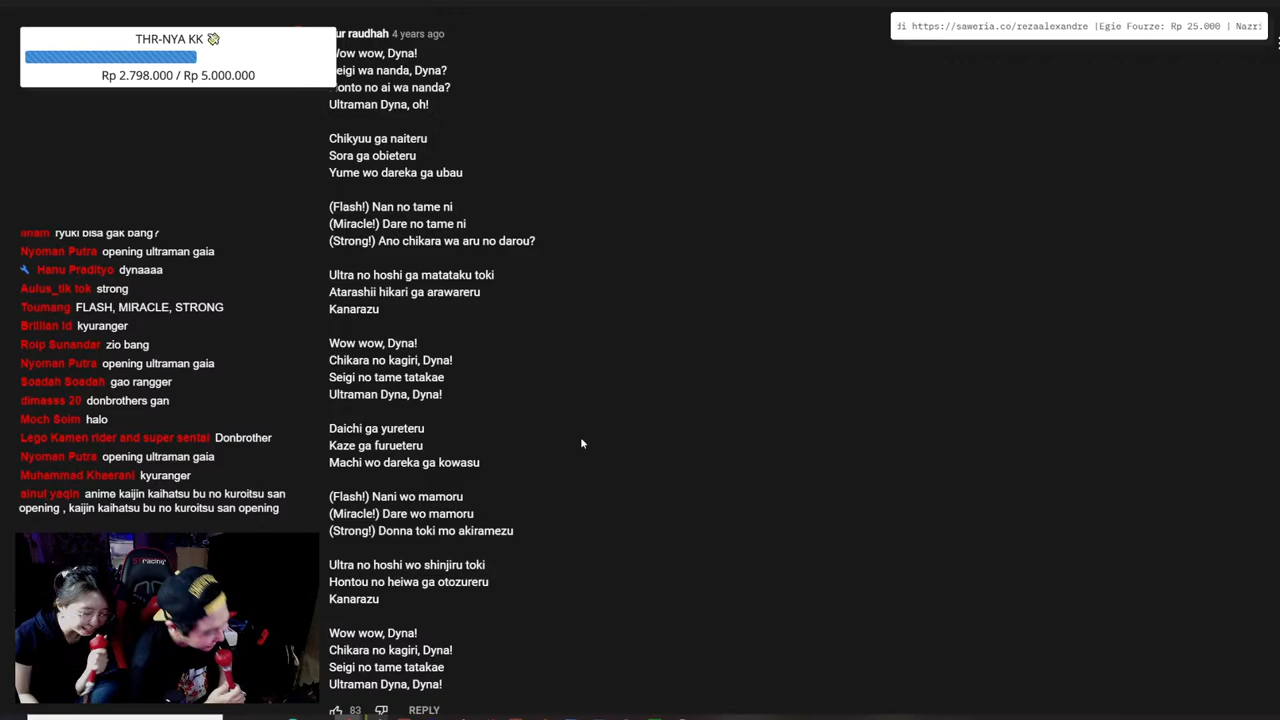 THR-NYA KK
Rp 2.798.000 / Rp 5.000.000
di https://saweria.co/rezaalexandre |Egie Fourze: Rp 25.000 | Nazri
ur raudhah 4 years ago
Wow wow, Dyna!
Seigi wa nanda, Dyna?
Honto no ai wa nanda?
Ultraman Dyna, oh!
Chikyuu ga naiteru
Sora ga obieteru
Yume wo dareka ga ubau
(Flash!) Nan no tame ni
(Miracle!) Dare no tame ni
(Strong!) Ano chikara wa aru no darou?
Ultra no hoshi ga matataku toki
Atarashii hikari ga arawareru
Kanarazu
Wow wow, Dyna!
Chikara no kagiri, Dyna!
Seigi no tame tatakae
Ultraman Dyna, Dyna!
Daichi ga yureteru
Kaze ga furueteru
Machi wo dareka ga kowasu
(Flash!) Nani wo mamoru
(Miracle!) Dare wo mamoru
(Strong!) Donna toki mo akiramezu
Ultra no hoshi wo shinjiru toki
Hontou no heiwa ga otozureru
Kanarazu
Wow wow, Dyna!
Chikara no kagiri, Dyna!
Seigi no tame tatakae
Ultraman Dyna, Dyna!
83 REPLY
ryuki bisa gak bang?
Nyoman Putra opening ultraman gaia
Hanu Pradityo dynaaaa
Aulus_tik tok strong
Toumang FLASH, MIRACLE, STRONG
Brillian Id kyuranger
Roip Sunandar zio bang
Nyoman Putra opening ultraman gaia
Soadah Soadah gao rangger
dimasss 20 donbrothers gan
Moch Soim halo
Lego Kamen rider and super sentai Donbrother
Nyoman Putra opening ultraman gaia
Muhammad Khaerani kyuranger
ainul yaqin anime kaijin kaihatsu bu no kuroitsu san
opening , kaijin kaihatsu bu no kuroitsu san opening
STracing